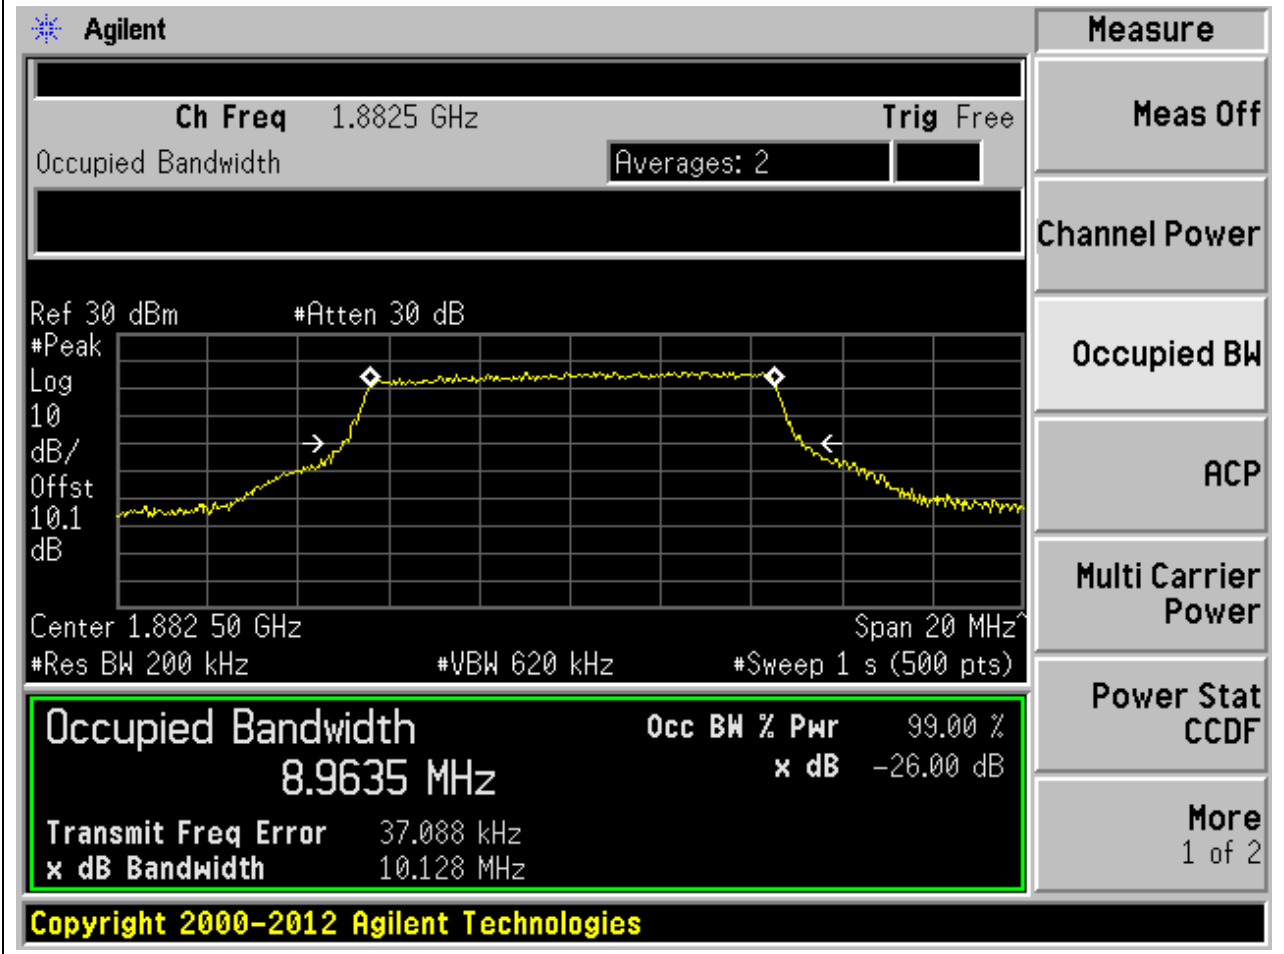 Agilent
Measure
Ch Freq 1.8825 GHz Trig Free
Occupied Bandwidth Averages: 2
Ref 30 dBm #Atten 30 dB
#Peak
Log
10
dB/
Offst
10.1
dB
Center 1.882 50 GHz Span 20 MHz^
#Res BW 200 kHz #VBW 620 kHz #Sweep 1 s (500 pts)
Occupied Bandwidth Occ BW % Pwr 99.00 %
8.9635 MHz x dB -26.00 dB
Transmit Freq Error 37.088 kHz
x dB Bandwidth 10.128 MHz
Copyright 2000-2012 Agilent Technologies
Meas Off
Channel Power
Occupied BW
ACP
Multi Carrier
Power
Power Stat
CCDF
More
1 of 2